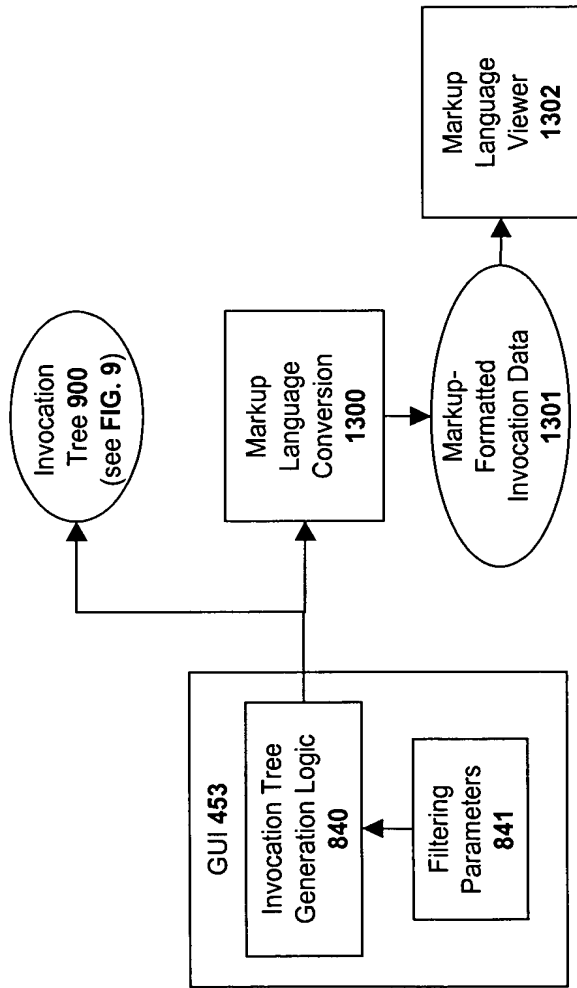 GUI 453
Invocation Tree
Generation Logic
840
Filtering
Parameters
841
Invocation
Tree 900
(see FIG. 9)
Markup
Language
Conversion
1300
Markup-
Formatted
Invocation Data
1301
Markup
Language
Viewer
1302